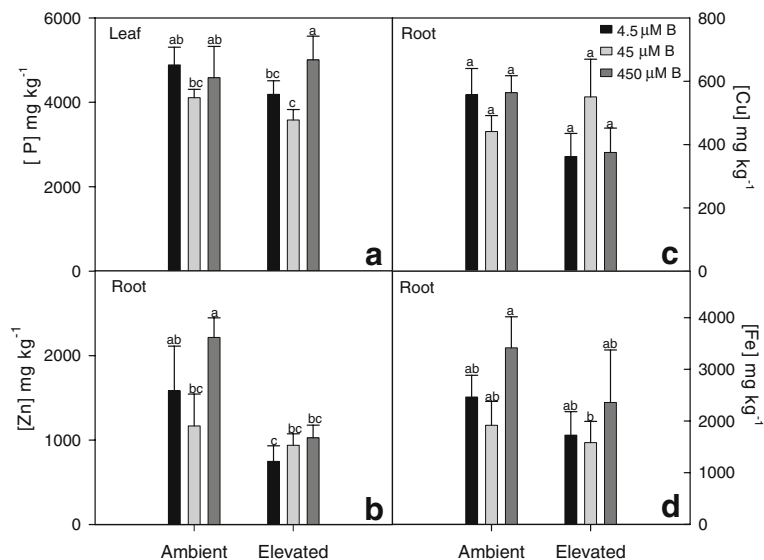 6000
4000
2000
0
[ P] mg kg-1
Leaf
ab
bc
ab
bc
c
a
a
Root
a
a
a
a
a
a
4.5 µM B
45 µM B
450 µM B
c
800
600
400
200
0
[Cu] mg kg-1
2000
1000
0
[Zn] mg kg-1
Root
ab
bc
a
c
bc
bc
b
Root
ab
ab
a
ab
b
ab
d
4000
3000
2000
1000
0
[Fe] mg kg-1
Ambient Elevated
Ambient Elevated